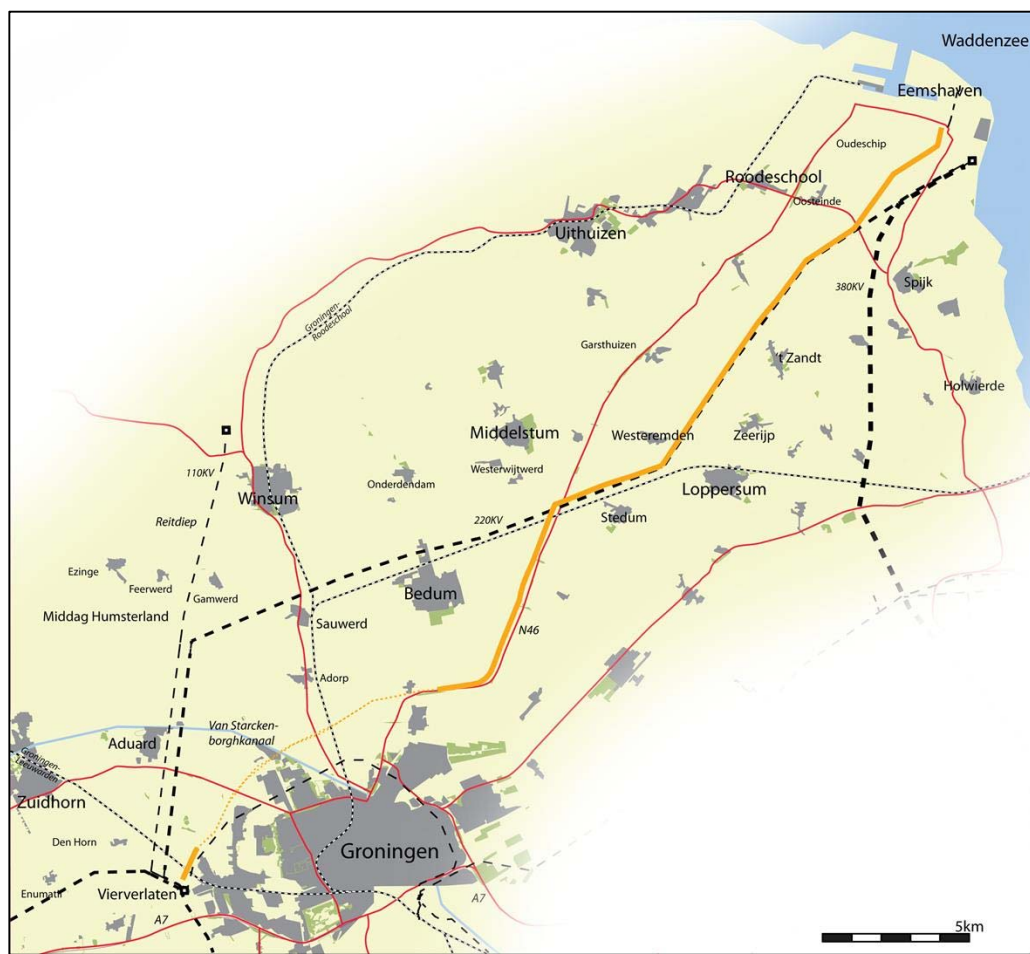 Waddenzee
Eemshaven
Oudeschip
Roodeschool
Oosteinde
Uithuizen
380KV
Spijk
Groningen-
Roodeschool
Garsthuizen
't Zandt
Holwierde
Middelstum
Westeremden
Zeerijp
Westerwijtwerd
110KV
Winsum
Onderdendam
Loppersum
Reitdiep
220KV
Stedum
Ezinge
Feerwerd
Gamwerd
Bedum
Middag Humsterland
Sauwerd
N46
Adorp
Van Starcken-
borghkanaal
Aduard
Groningen-
Leeuwarden
Zuidhorn
Den Horn
Groningen
Enumatil
Vierverlaten
A7
A7
5km